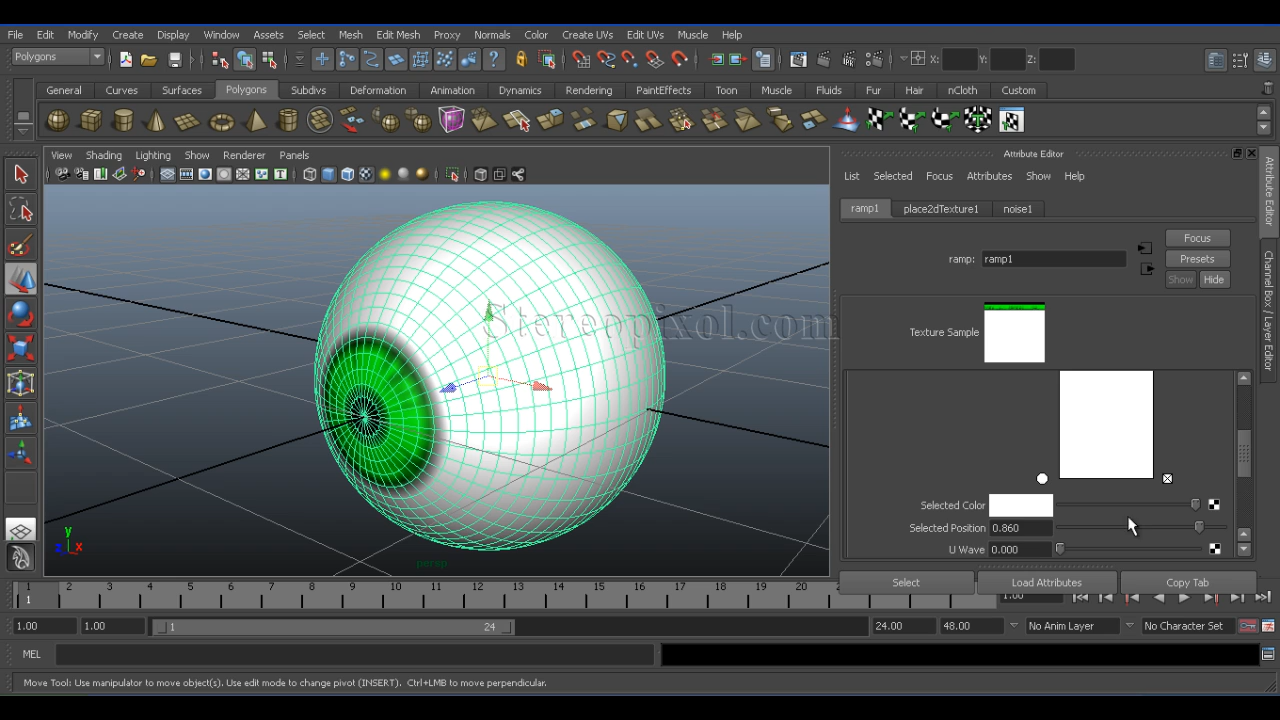 File Edit Modify Create Display Window Assets Select Mesh Edit Mesh Proxy Normals Color Create UVs Edit UVs Muscle Help
Polygons X: Y: Z:
General Curves Surfaces Polygons Subdivs Deformation Animation Dynamics Rendering PaintEffects Toon Muscle Fluids Fur Hair nCloth Custom
View Shading Lighting Show Renderer Panels
Attribute Editor
List Selected Focus Attributes Show Help
ramp1 place2dTexture1 noise1
Focus
ramp: ramp1 Presets
Show Hide
Texture Sample
Stereopixol.com
Selected Color
Selected Position 0.860
U Wave 0.000
Select Load Attributes Copy Tab
Attribute Editor
Channel Box / Layer Editor
y
z x
persp
1 2 3 4 5 6 7 8 9 10 11 12 13 14 15 16 17 18 19 20
1 1.00
1.00 1.00 1 24 24.00 48.00 No Anim Layer No Character Set
MEL
Move Tool: Use manipulator to move object(s). Use edit mode to change pivot (INSERT). Ctrl+LMB to move perpendicular.